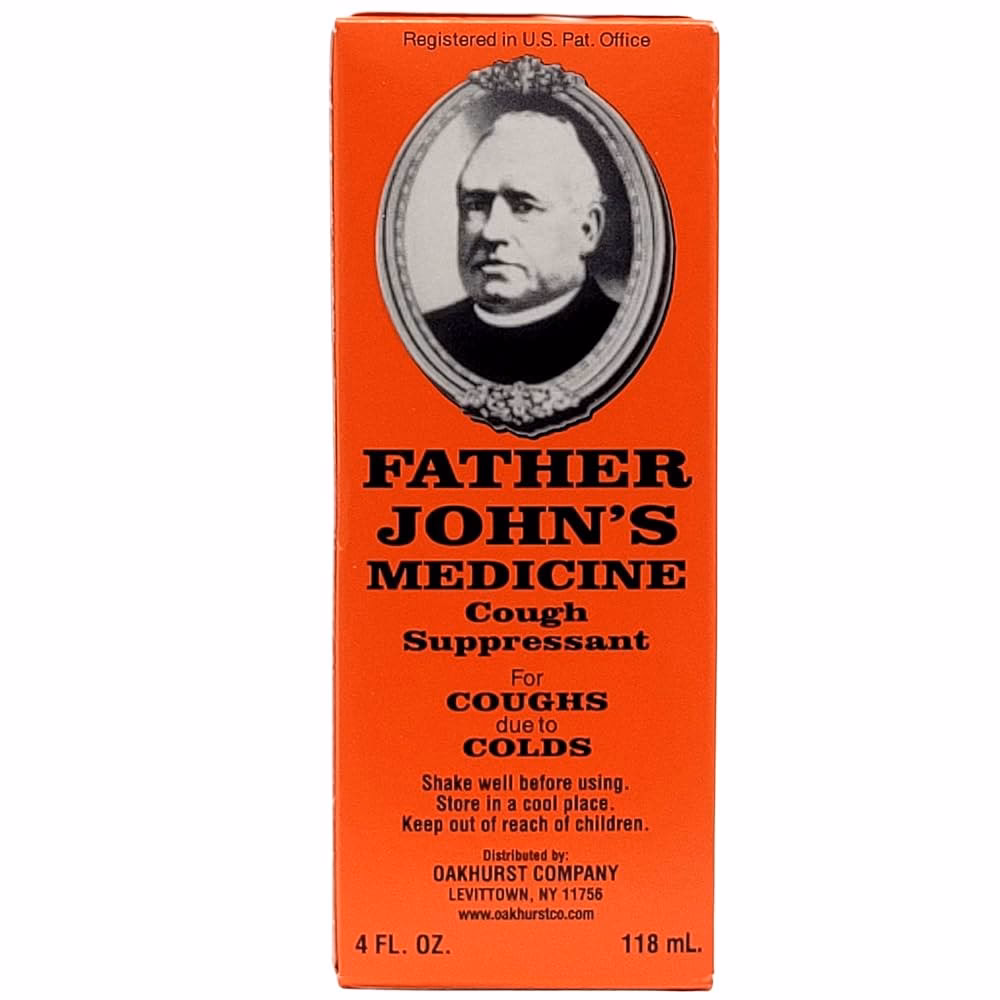 Registered in U.S. Pat. Office
FATHER
JOHN'S
MEDICINE
Cough
Suppressant
For
COUGHS
due to
COLDS
Shake well before using.
Store in a cool place.
Keep out of reach of children.
Distributed by:
OAKHURST COMPANY
LEVITTOWN, NY 11756
www.oakhurstco.com
4 FL. OZ. 118 mL.